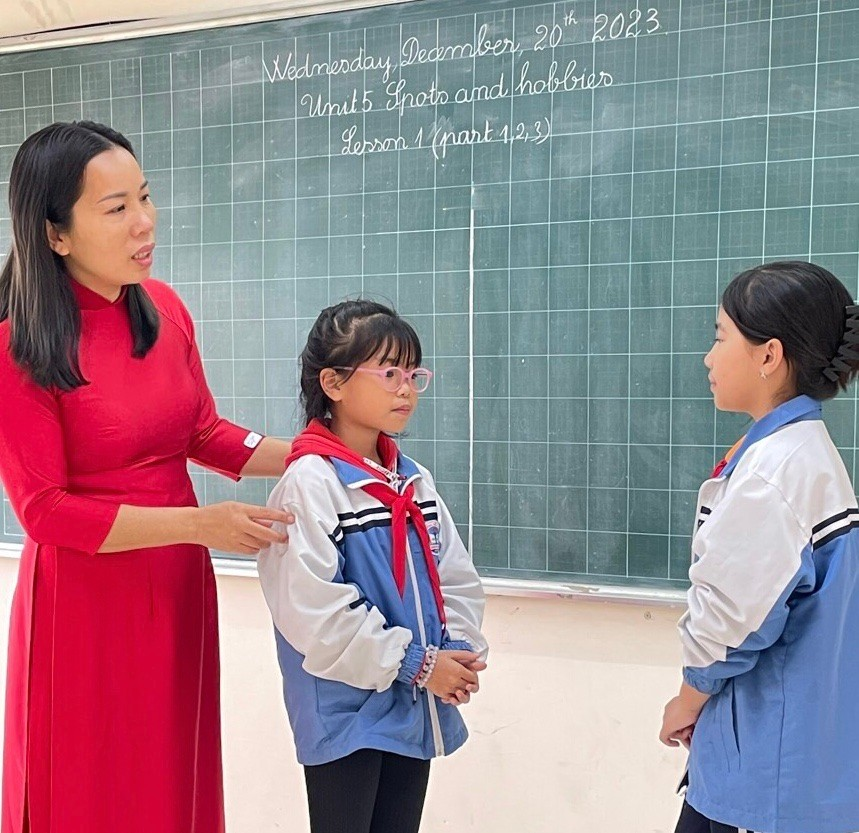 Wednesday, December, 20th 2023.
Unit 5 Spots and hobbies
Lesson 1 (part 1,2,3)